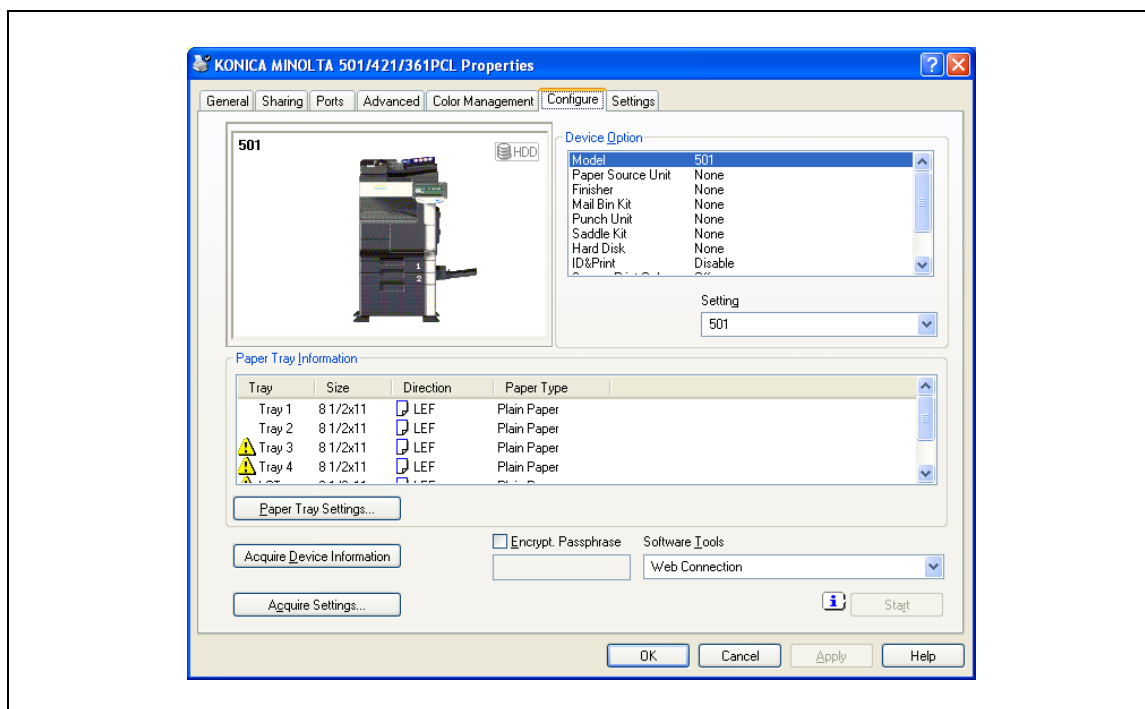 KONICA MINOLTA 501/421/361PCL Properties
General Sharing Ports Advanced Color Management Configure Settings
501
HDD
1
2
Device Option
Model 501
Paper Source Unit None
Finisher None
Mail Bin Kit None
Punch Unit None
Saddle Kit None
Hard Disk None
ID&Print Disable
Setting
501
Paper Tray Information
Tray Size Direction Paper Type
Tray 1 8 1/2x11 LEF Plain Paper
Tray 2 8 1/2x11 LEF Plain Paper
Tray 3 8 1/2x11 LEF Plain Paper
Tray 4 8 1/2x11 LEF Plain Paper
Paper Tray Settings...
Acquire Device Information
Encrypt. Passphrase
Software Tools
Web Connection
Acquire Settings...
Start
OK Cancel Apply Help